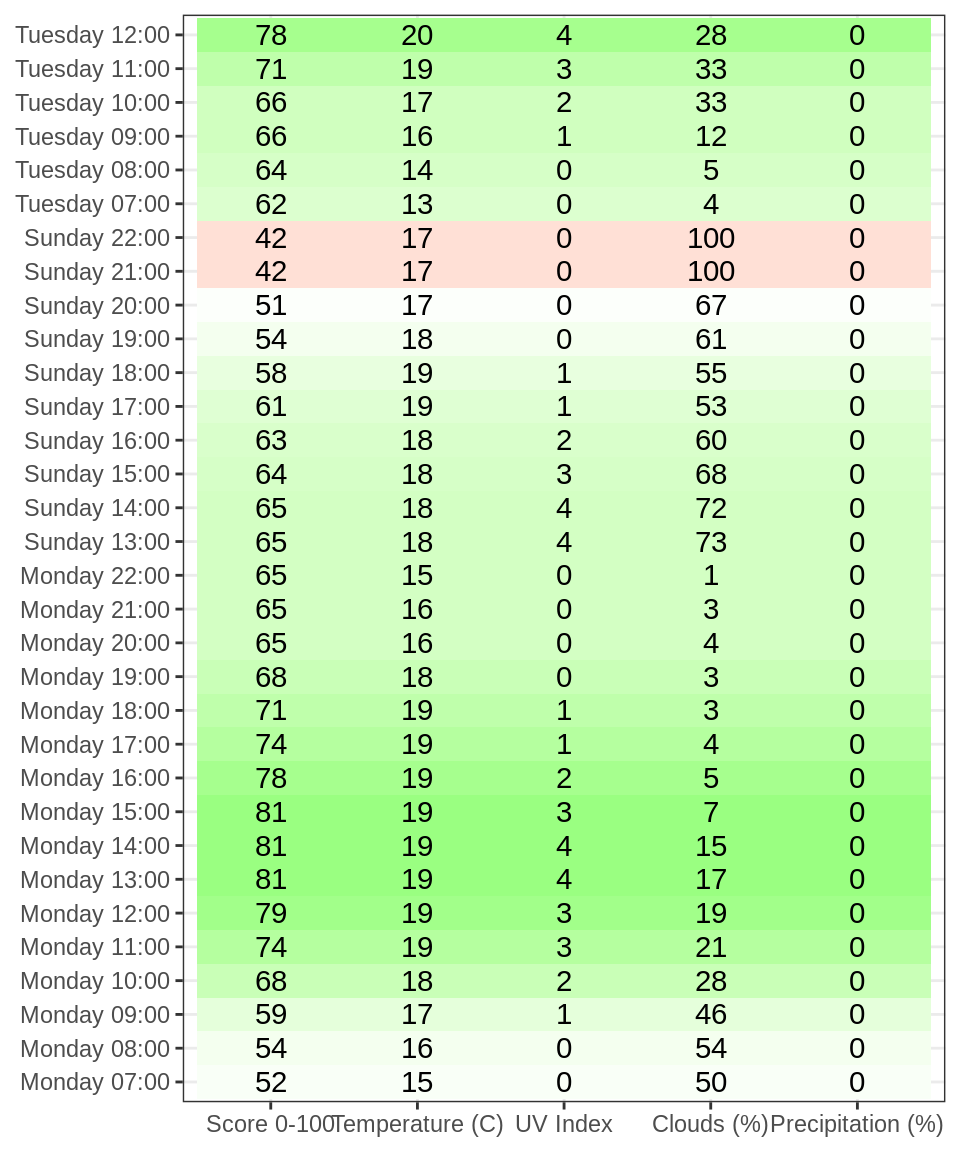 Tuesday 12:00 78 20 4 28 0
Tuesday 11:00 71 19 3 33 0
Tuesday 10:00 66 17 2 33 0
Tuesday 09:00 66 16 1 12 0
Tuesday 08:00 64 14 0 5 0
Tuesday 07:00 62 13 0 4 0
Sunday 22:00 42 17 0 100 0
Sunday 21:00 42 17 0 100 0
Sunday 20:00 51 17 0 67 0
Sunday 19:00 54 18 0 61 0
Sunday 18:00 58 19 1 55 0
Sunday 17:00 61 19 1 53 0
Sunday 16:00 63 18 2 60 0
Sunday 15:00 64 18 3 68 0
Sunday 14:00 65 18 4 72 0
Sunday 13:00 65 18 4 73 0
Monday 22:00 65 15 0 1 0
Monday 21:00 65 16 0 3 0
Monday 20:00 65 16 0 4 0
Monday 19:00 68 18 0 3 0
Monday 18:00 71 19 1 3 0
Monday 17:00 74 19 1 4 0
Monday 16:00 78 19 2 5 0
Monday 15:00 81 19 3 7 0
Monday 14:00 81 19 4 15 0
Monday 13:00 81 19 4 17 0
Monday 12:00 79 19 3 19 0
Monday 11:00 74 19 3 21 0
Monday 10:00 68 18 2 28 0
Monday 09:00 59 17 1 46 0
Monday 08:00 54 16 0 54 0
Monday 07:00 52 15 0 50 0
Score 0-100 Temperature (C) UV Index Clouds (%) Precipitation (%)